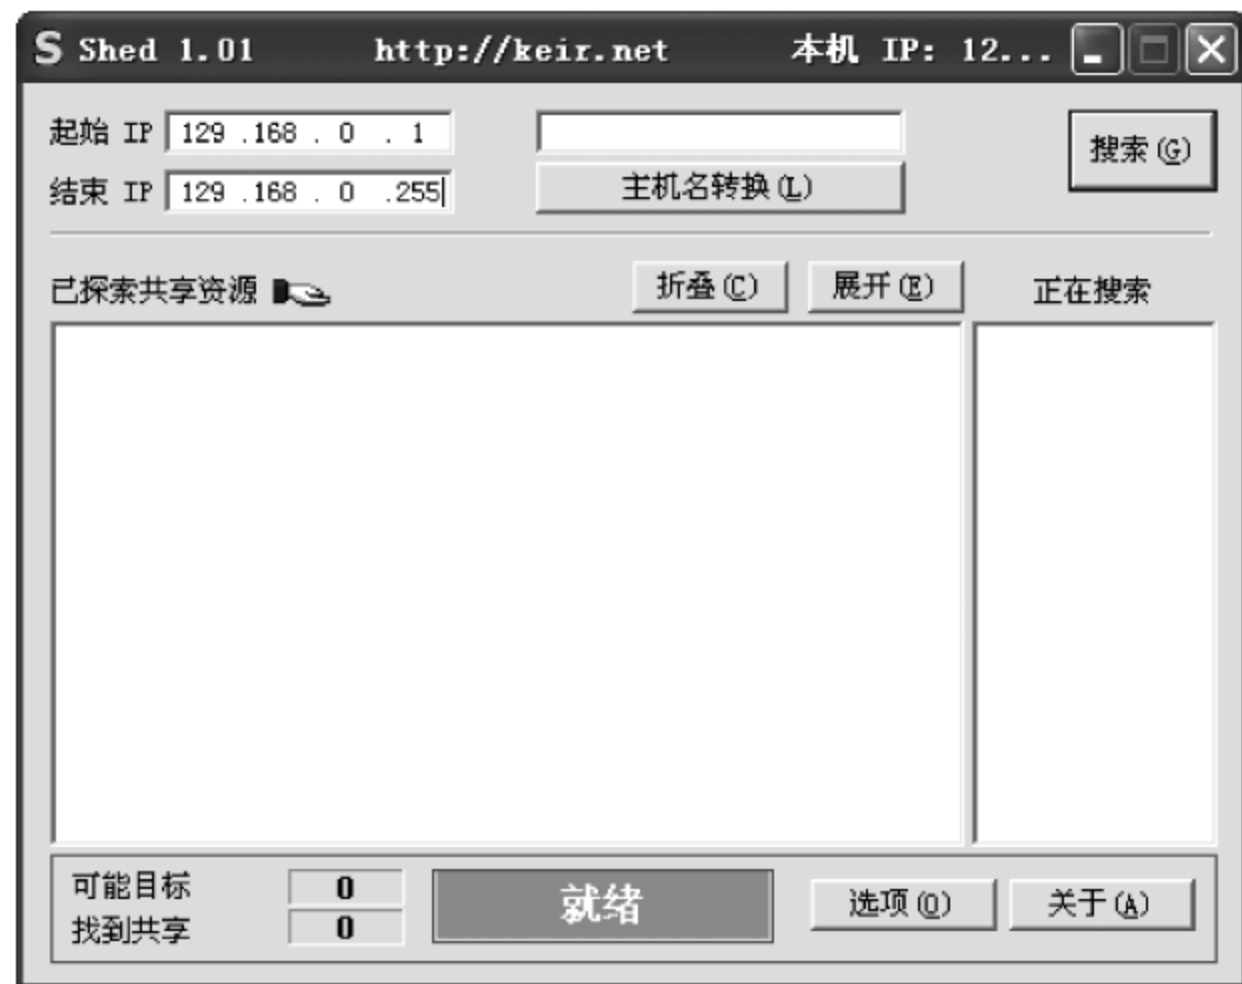 S Shed 1.01 http://keir.net 本机 IP: 12...
起始 IP 129 .168 . 0 . 1
搜索(G)
结束 IP 129 .168 . 0 .255
主机名转换(L)
已探索共享资源 折叠(C) 展开(E) 正在搜索
可能目标 0
找到共享 0
就绪 选项(O) 关于(A)